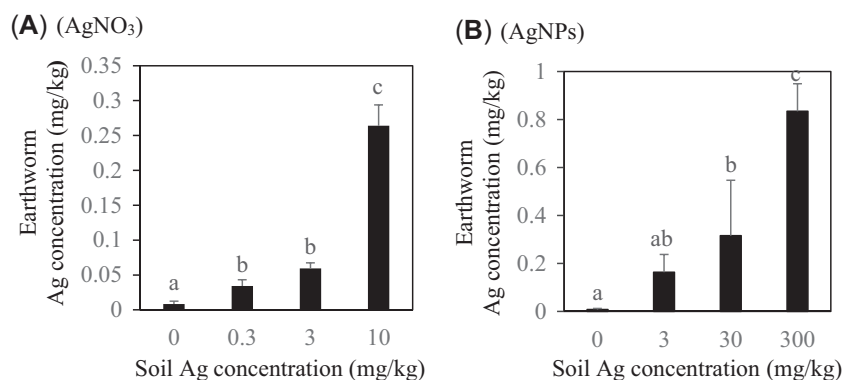 (A) (AgNO₃)
0.35
0.3
0.25
0.2
0.15
0.1
0.05
0
Earthworm
Ag concentration (mg/kg)
a
b
b
c
0
0.3
3
10
Soil Ag concentration (mg/kg)
(B) (AgNPs)
1
0.8
0.6
0.4
0.2
0
Earthworm
Ag concentration (mg/kg)
a
ab
b
c
0
3
30
300
Soil Ag concentration (mg/kg)